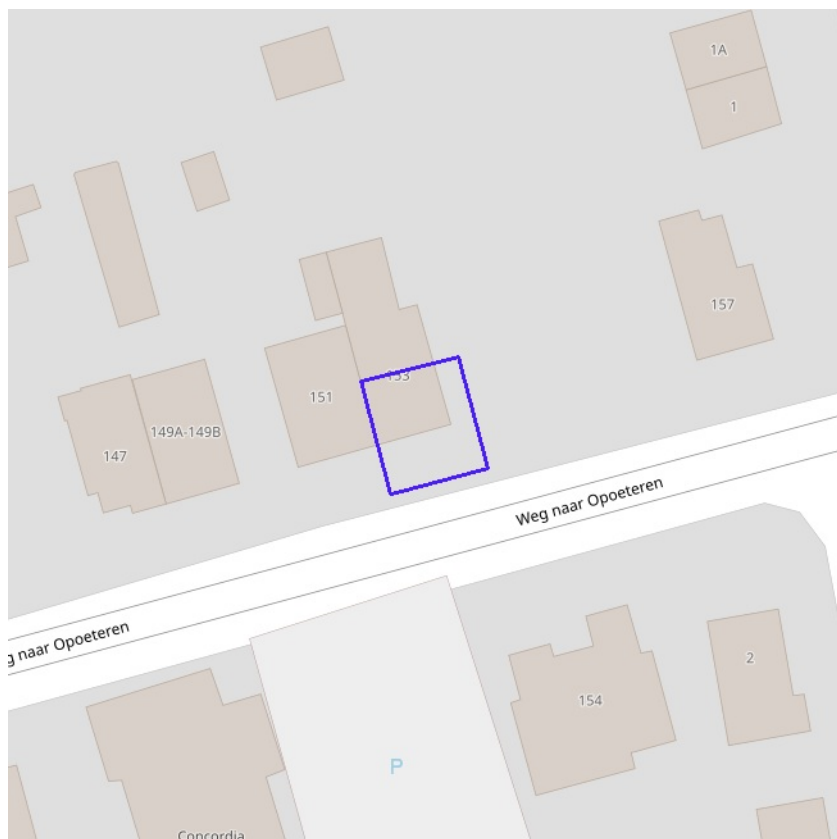 1A
1
157
153
151
149A-149B
147
Weg naar Opoeteren
g naar Opoeteren
2
154
P
Concordia